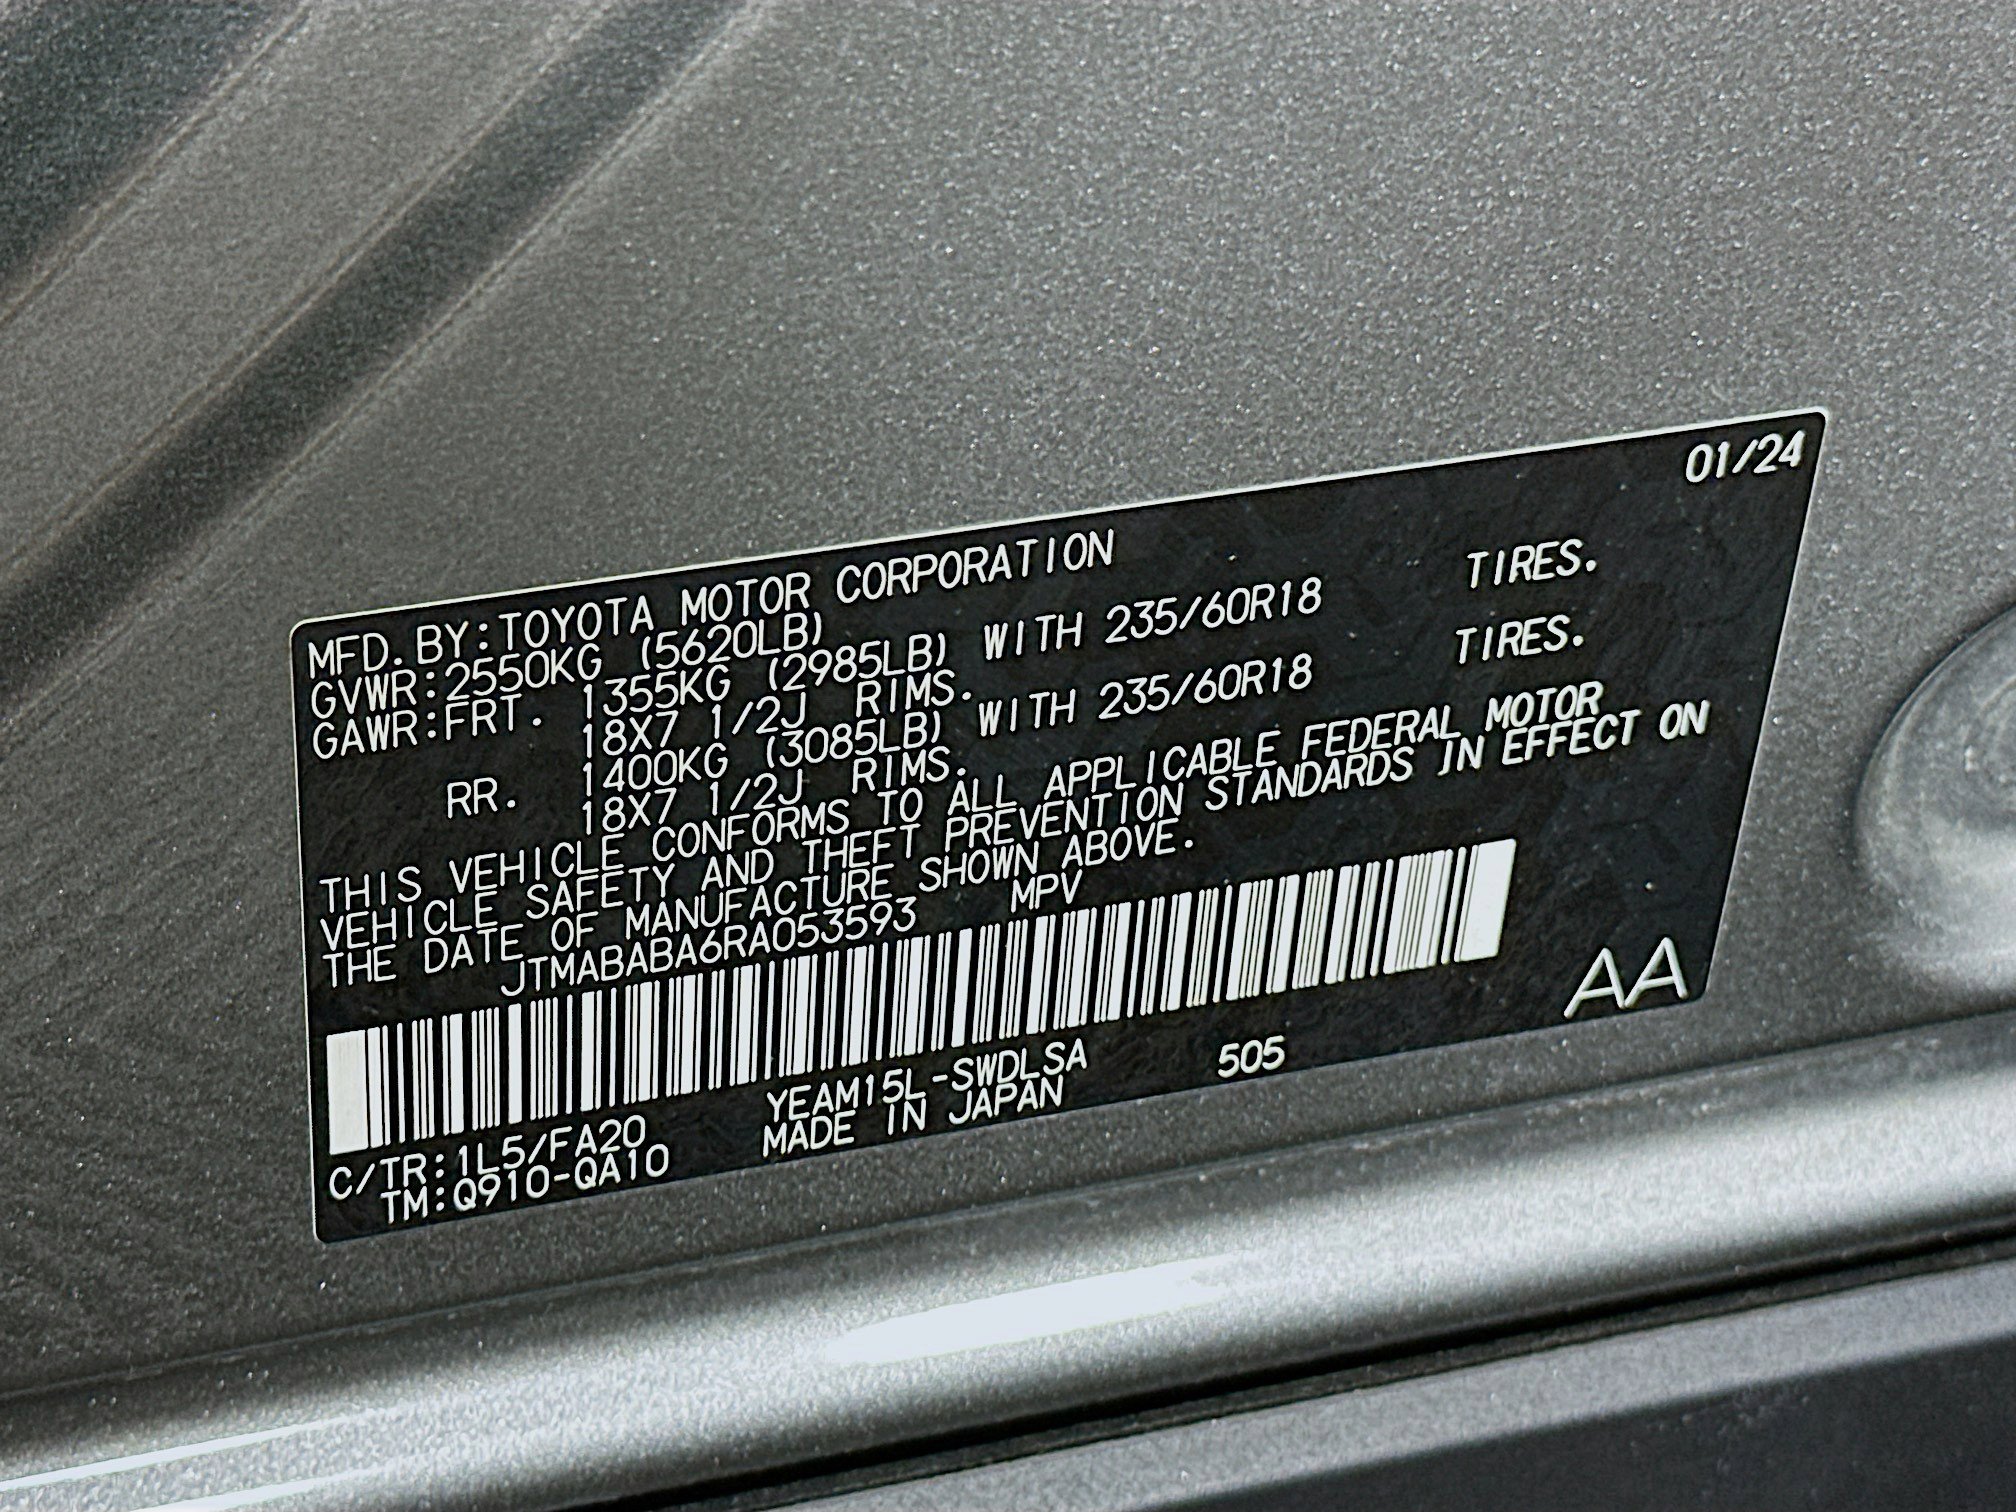 01/24
MFD. BY:TOYOTA MOTOR CORPORATION
GVWR:2550KG (5620LB)
GAWR:FRT. 1355KG (2985LB) WITH 235/60R18 TIRES.
18X7 1/2J RIMS.
RR. 1400KG (3085LB) WITH 235/60R18 TIRES.
18X7 1/2J RIMS.
THIS VEHICLE CONFORMS TO ALL APPLICABLE FEDERAL MOTOR
VEHICLE SAFETY AND THEFT PREVENTION STANDARDS IN EFFECT ON
THE DATE OF MANUFACTURE SHOWN ABOVE.
JTMABABA6RA053593 MPV
AA
C/TR:1L5/FA20 YEAM15L-SWDLSA 505
TM:Q910-QA10 MADE IN JAPAN